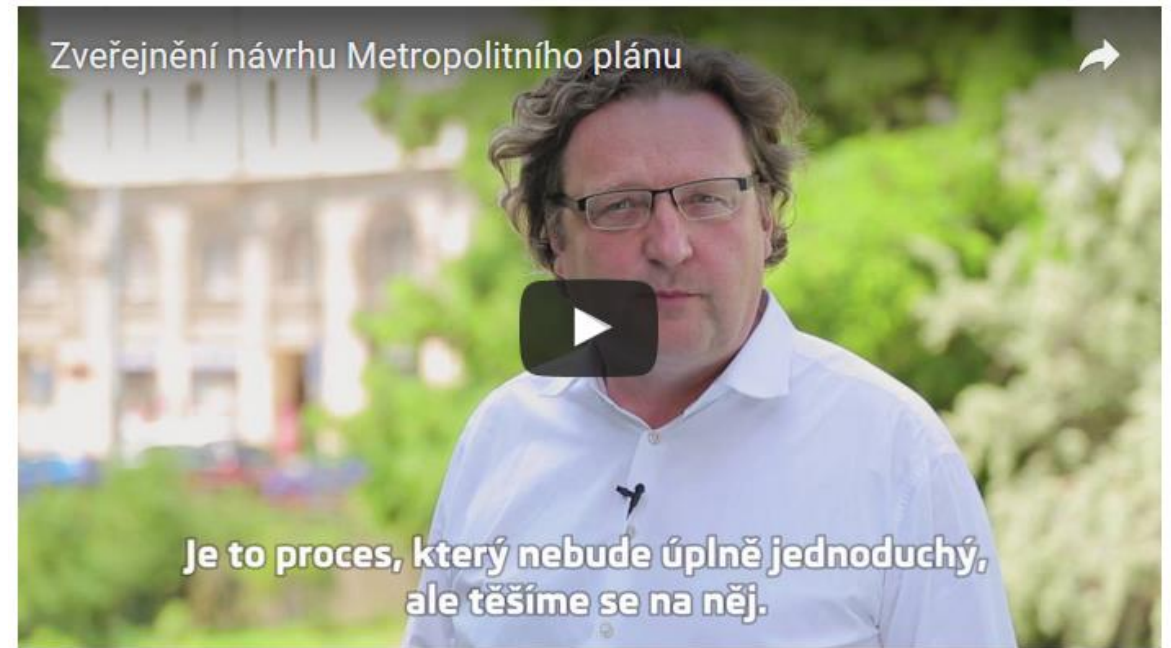 Zveřejnění návrhu Metropolitního plánu
Je to proces, který nebude úplně jednoduchý,
ale těšíme se na něj.